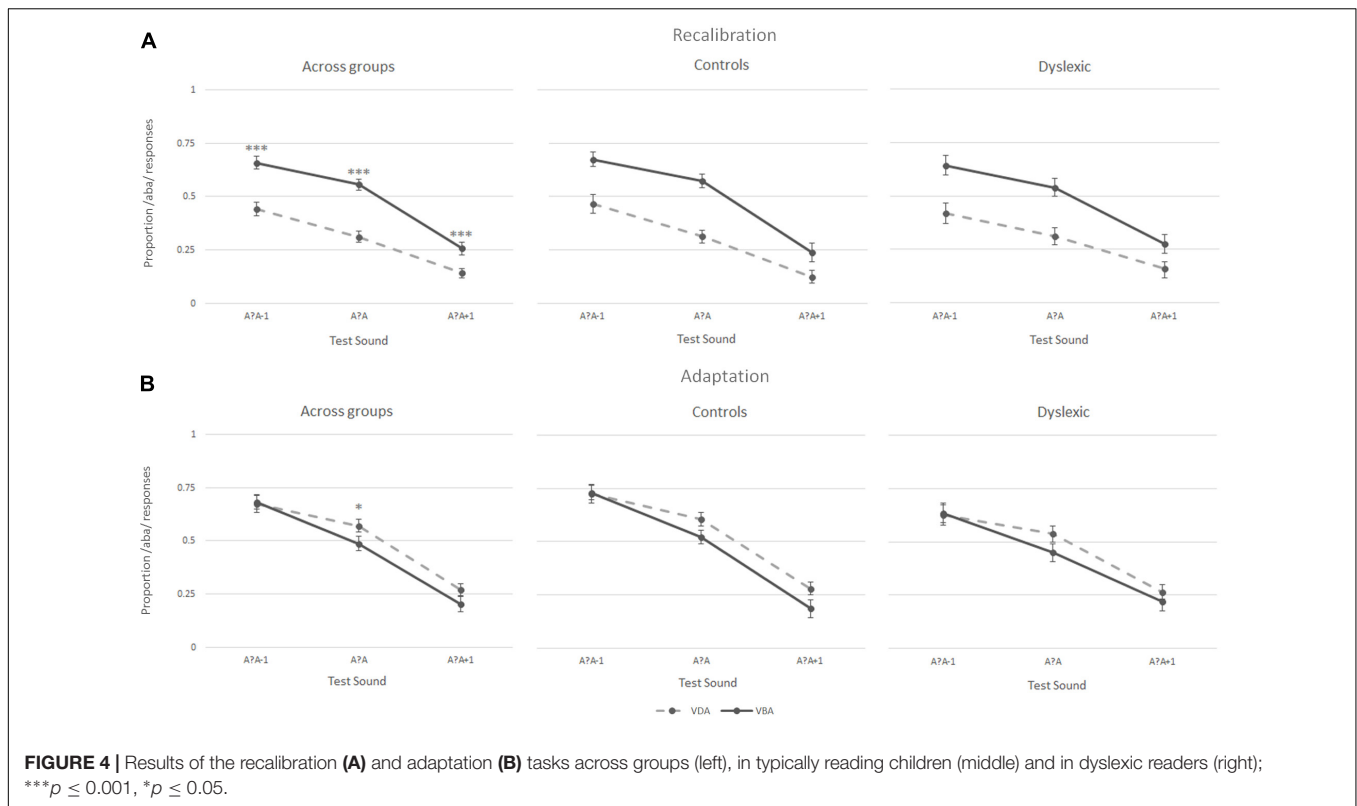 A
Recalibration
Across groups
Controls
Dyslexic
Proportion /aba/ responses
1
0.75
0.5
0.25
0
***
***
***
A?A-1 A?A A?A+1
A?A-1 A?A A?A+1
A?A-1 A?A A?A+1
Test Sound
Test Sound
Test Sound
B
Adaptation
Across groups
Controls
Dyslexic
Proportion /aba/ responses
1
0.75
0.5
0.25
0
*
A?A-1 A?A A?A+1
A?A-1 A?A A?A+1
A?A-1 A?A A?A+1
Test Sound
Test Sound
Test Sound
VDA VBA
FIGURE 4 | Results of the recalibration (A) and adaptation (B) tasks across groups (left), in typically reading children (middle) and in dyslexic readers (right);
***p ≤ 0.001, *p ≤ 0.05.